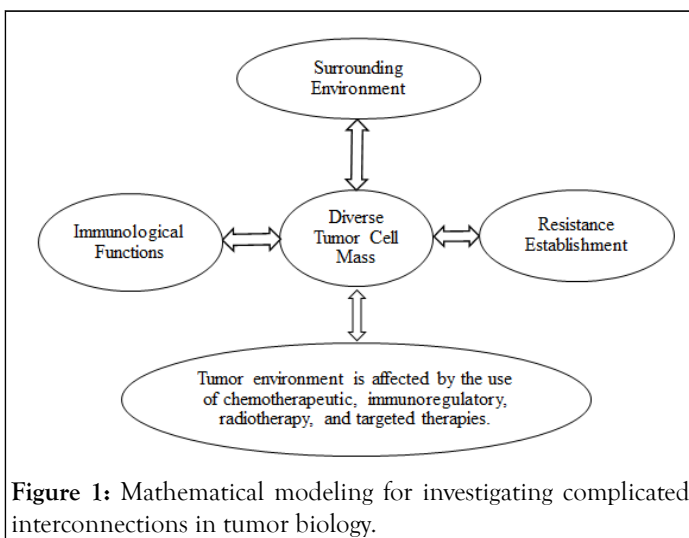 Surrounding
Environment
Immunological
Functions
Diverse
Tumor Cell
Mass
Resistance
Establishment
Tumor environment is affected by the use
of chemotherapeutic, immunoregulatory,
radiotherapy, and targeted therapies.
Figure 1: Mathematical modeling for investigating complicated
interconnections in tumor biology.